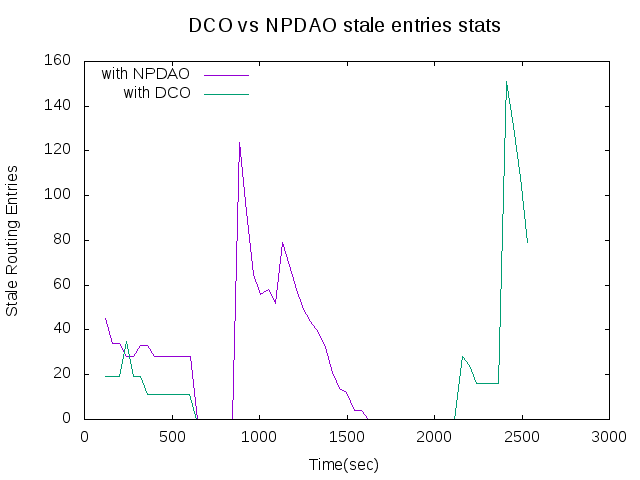 DCO vs NPDAO stale entries stats
160
140
120
100
80
60
40
20
0
with NPDAO
with DCO
Stale Routing Entries
0 500 1000 1500 2000 2500 3000
Time(sec)